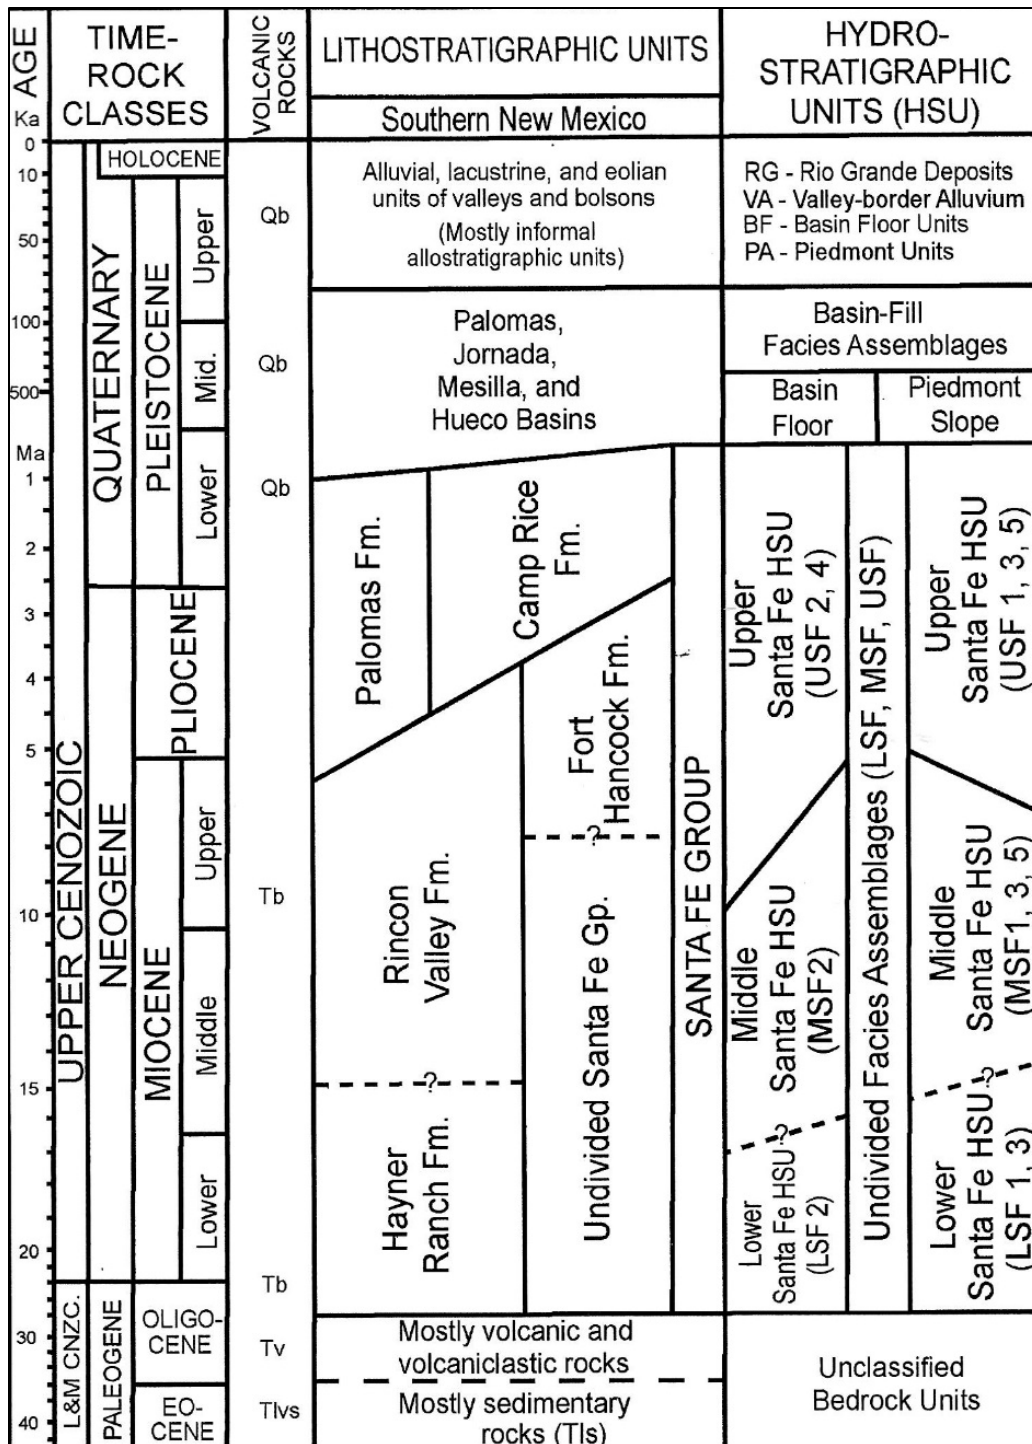 AGE
Ka
TIME-
ROCK
CLASSES
VOLCANIC
ROCKS
LITHOSTRATIGRAPHIC UNITS
Southern New Mexico
HYDRO-
STRATIGRAPHIC
UNITS (HSU)
0
10
50
100
500
Ma
1
2
3
4
5
10
15
20
30
40
UPPER CENOZOIC
L&M CNZC.
QUATERNARY
NEOGENE
PALEOGENE
HOLOCENE
PLEISTOCENE
Upper
Mid.
Lower
PLIOCENE
MIOCENE
Upper
Middle
Lower
OLIGO-
CENE
EO-
CENE
Qb
Qb
Qb
Tb
Tb
Tv
Tlvs
Alluvial, lacustrine, and eolian
units of valleys and bolsons
(Mostly informal
allostratigraphic units)
Palomas,
Jornada,
Mesilla, and
Hueco Basins
Palomas Fm.
Camp Rice
Fm.
Fort
Hancock Fm.
?
Rincon
Valley Fm.
?
Hayner
Ranch Fm.
Undivided Santa Fe Gp.
SANTA FE GROUP
Mostly volcanic and
volcaniclastic rocks
Mostly sedimentary
rocks (Tls)
RG - Rio Grande Deposits
VA - Valley-border Alluvium
BF - Basin Floor Units
PA - Piedmont Units
Basin-Fill
Facies Assemblages
Basin
Floor
Piedmont
Slope
Upper
Santa Fe HSU
(USF 2, 4)
Middle
Santa Fe HSU
(MSF2)
?
Lower
Santa Fe HSU
(LSF 2)
Undivided Facies Assemblages (LSF, MSF, USF)
Upper
Santa Fe HSU
(USF 1, 3, 5)
Middle
Santa Fe HSU
(MSF1, 3, 5)
?
Lower
Santa Fe HSU
(LSF 1, 3)
Unclassified
Bedrock Units